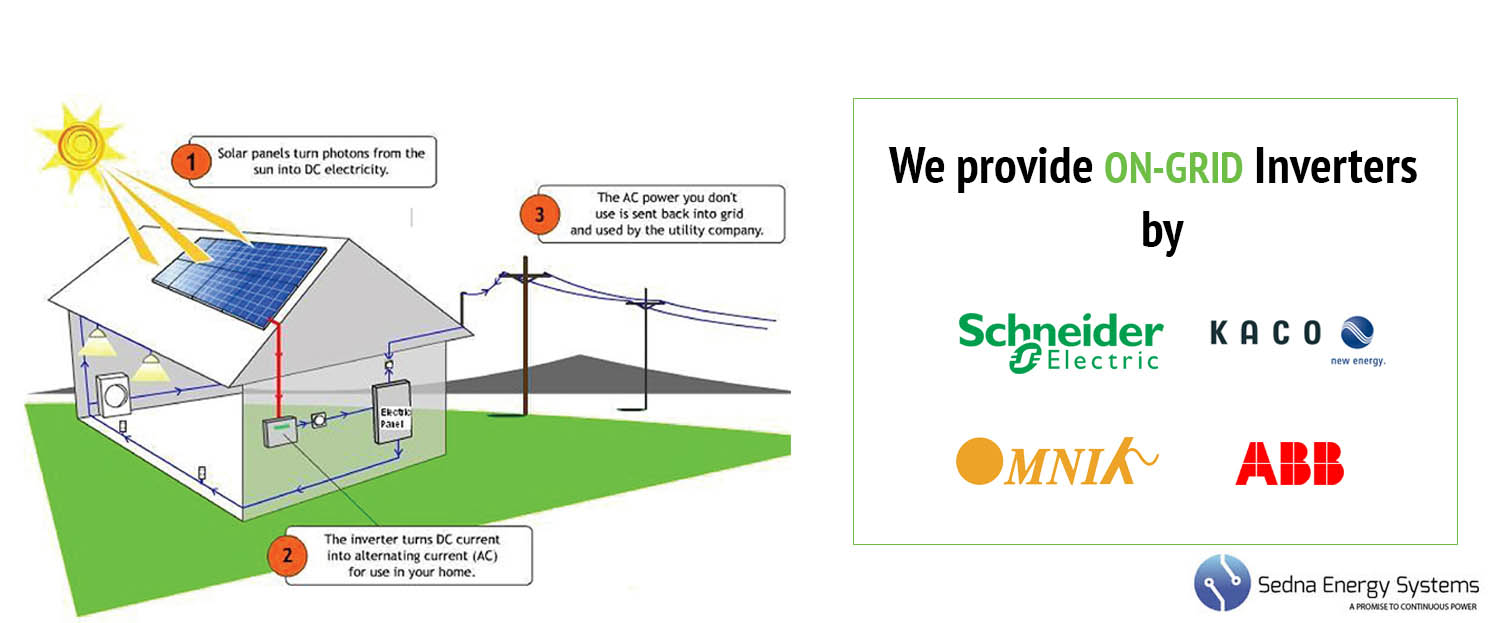 1
Solar panels turn photons from the
sun into DC electricity.
3
The AC power you don't
use is sent back into grid
and used by the utility company.
Electric
Panel
2
The inverter turns DC current
into alternating current (AC)
for use in your home.
We provide ON-GRID Inverters
by
Schneider
Electric
KACO
new energy.
OMNIK
ABB
Sedna Energy Systems
A PROMISE TO CONTINUOUS POWER